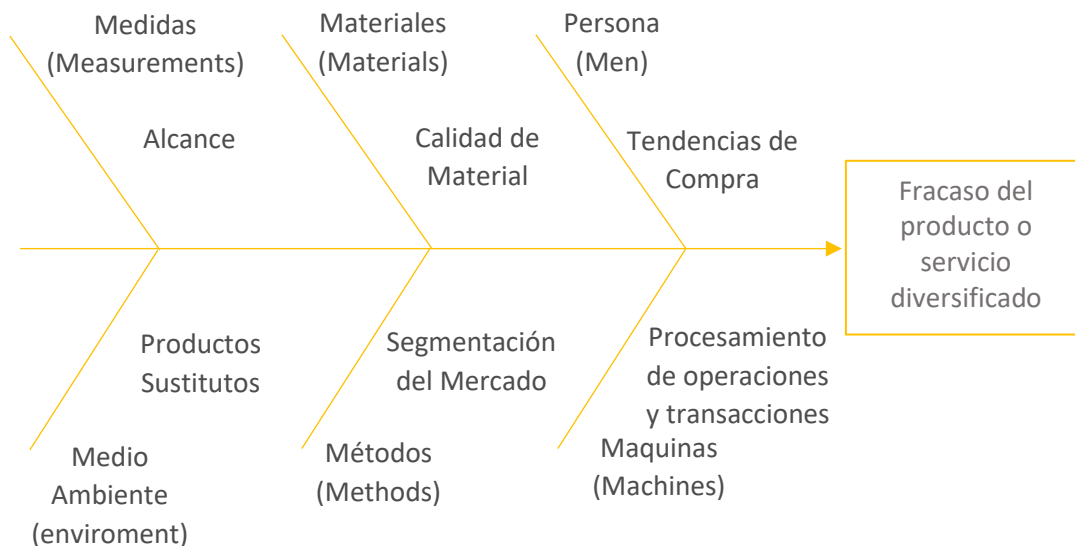 Medidas
(Measurements)
Materiales
(Materials)
Persona
(Men)
Alcance
Calidad de
Material
Tendencias de
Compra
Fracaso del
producto o
servicio
diversificado
Productos
Sustitutos
Segmentación
del Mercado
Procesamiento
de operaciones
y transacciones
Medio
Ambiente
(enviroment)
Métodos
(Methods)
Maquinas
(Machines)